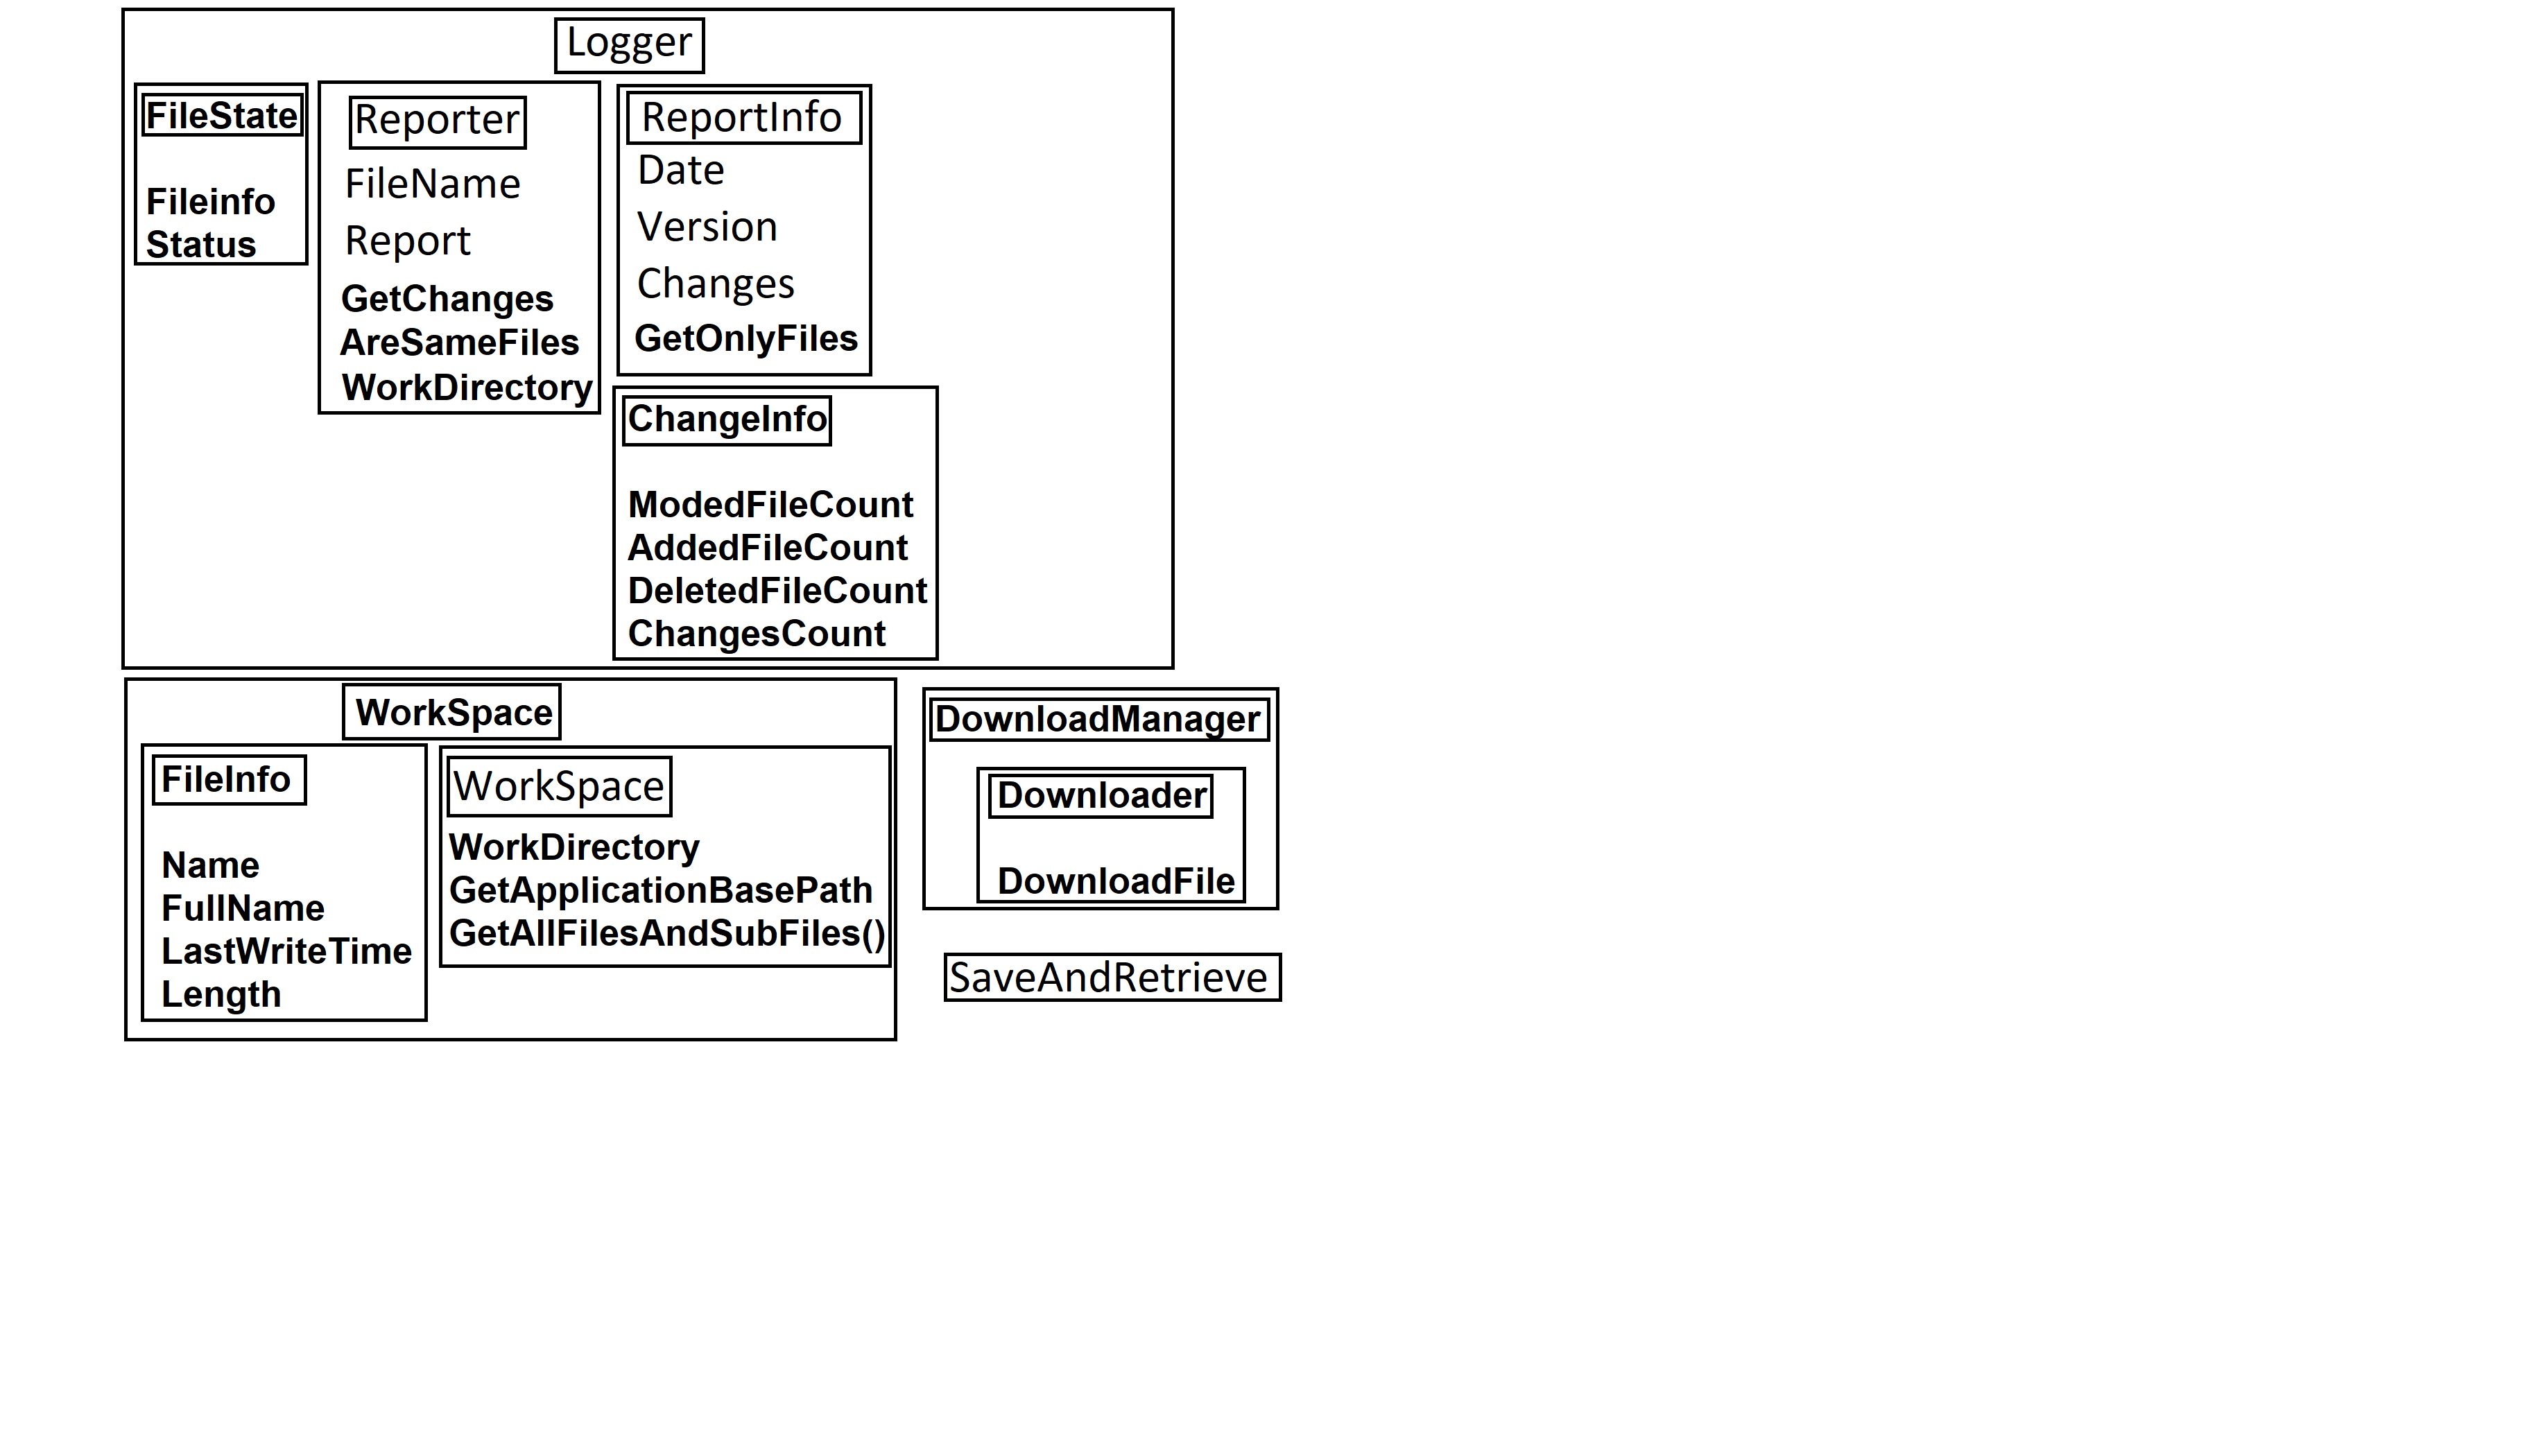 Logger
FileState
Fileinfo
Status
Reporter
FileName
Report
GetChanges
AreSameFiles
WorkDirectory
ReportInfo
Date
Version
Changes
GetOnlyFiles
ChangeInfo
ModedFileCount
AddedFileCount
DeletedFileCount
ChangesCount
WorkSpace
FileInfo
Name
FullName
LastWriteTime
Length
WorkSpace
WorkDirectory
GetApplicationBasePath
GetAllFilesAndSubFiles()
DownloadManager
Downloader
DownloadFile
SaveAndRetrieve